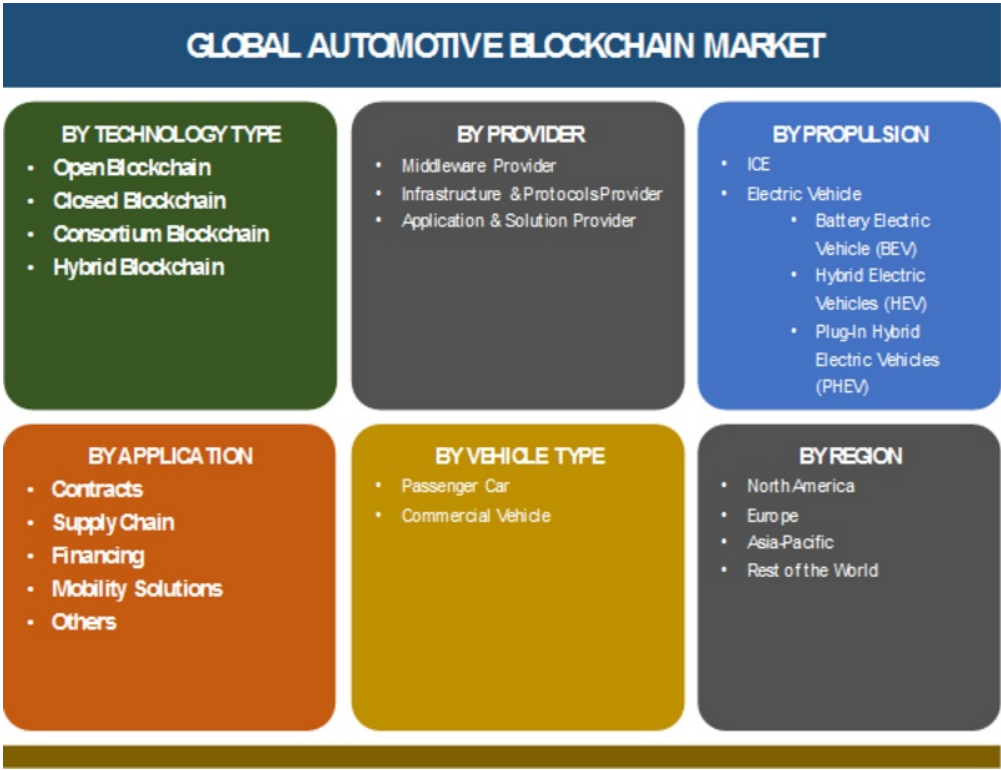 GLOBAL AUTOMOTIVE BLOCKCHAIN MARKET
BY TECHNOLOGY TYPE
• Open Blockchain
• Closed Blockchain
• Consortium Blockchain
• Hybrid Blockchain
BY PROVIDER
• Middleware Provider
• Infrastructure & Protocols Provider
• Application & Solution Provider
BY PROPULSION
• ICE
• Electric Vehicle
• Battery Electric
Vehicle (BEV)
• Hybrid Electric
Vehicles (HEV)
• Plug-In Hybrid
Electric Vehicles
(PHEV)
BY APPLICATION
• Contracts
• Supply Chain
• Financing
• Mobility Solutions
• Others
BY VEHICLE TYPE
• Passenger Car
• Commercial Vehicle
BY REGION
• North America
• Europe
• Asia-Pacific
• Rest of the World